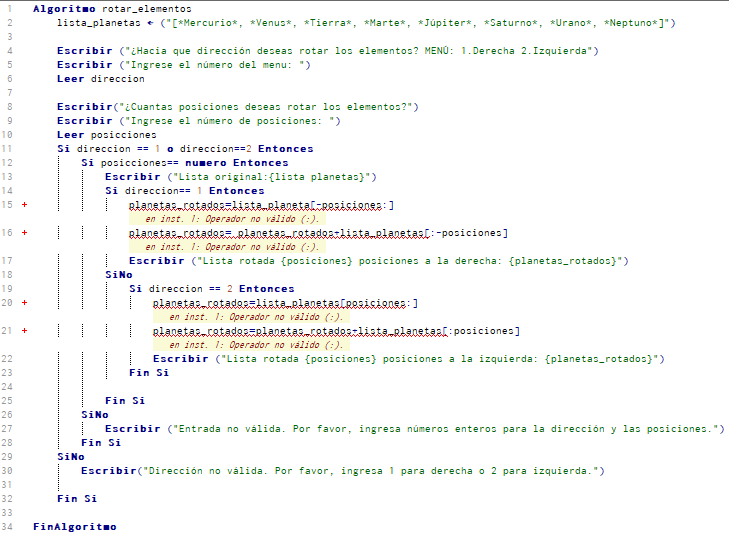 1 Algoritmo rotar_elementos
2 lista_planetas ← ("[*Mercurio*, *Venus*, *Tierra*, *Marte*, *Júpiter*, *Saturno*, *Urano*, *Neptuno*]")
3
4 Escribir ("¿Hacia que dirección deseas rotar los elementos? MENÚ: 1.Derecha 2.Izquierda")
5 Escribir ("Ingrese el número del menu: ")
6 Leer direccion
7
8 Escribir("¿Cuantas posiciones deseas rotar los elementos?")
9 Escribir ("Ingrese el número de posiciones: ")
10 Leer posicciones
11 Si direccion == 1 o direccion==2 Entonces
12 Si posicciones== numero Entonces
13 Escribir ("Lista original:{lista planetas}")
14 Si direccion== 1 Entonces
15 + planetas_rotados=lista_planeta[-posiciones:]
en inst. 1: Operador no válido (:).
16 + planetas_rotados= planetas_rotados+lista_planetas[:-posiciones]
en inst. 1: Operador no válido (:).
17 Escribir ("Lista rotada {posiciones} posiciones a la derecha: {planetas_rotados}")
18 SiNo
19 Si direccion == 2 Entonces
20 + planetas_rotados=lista_planetas[posiciones:]
en inst. 1: Operador no válido (:).
21 + planetas_rotados=planetas_rotados+lista_planetas[:posiciones]
en inst. 1: Operador no válido (:).
22 Escribir ("Lista rotada {posiciones} posiciones a la izquierda: {planetas_rotados}")
23 Fin Si
24
25 Fin Si
26 SiNo
27 Escribir ("Entrada no válida. Por favor, ingresa números enteros para la dirección y las posiciones.")
28 Fin Si
29 SiNo
30 Escribir("Dirección no válida. Por favor, ingresa 1 para derecha o 2 para izquierda.")
31
32 Fin Si
33
34 FinAlgoritmo